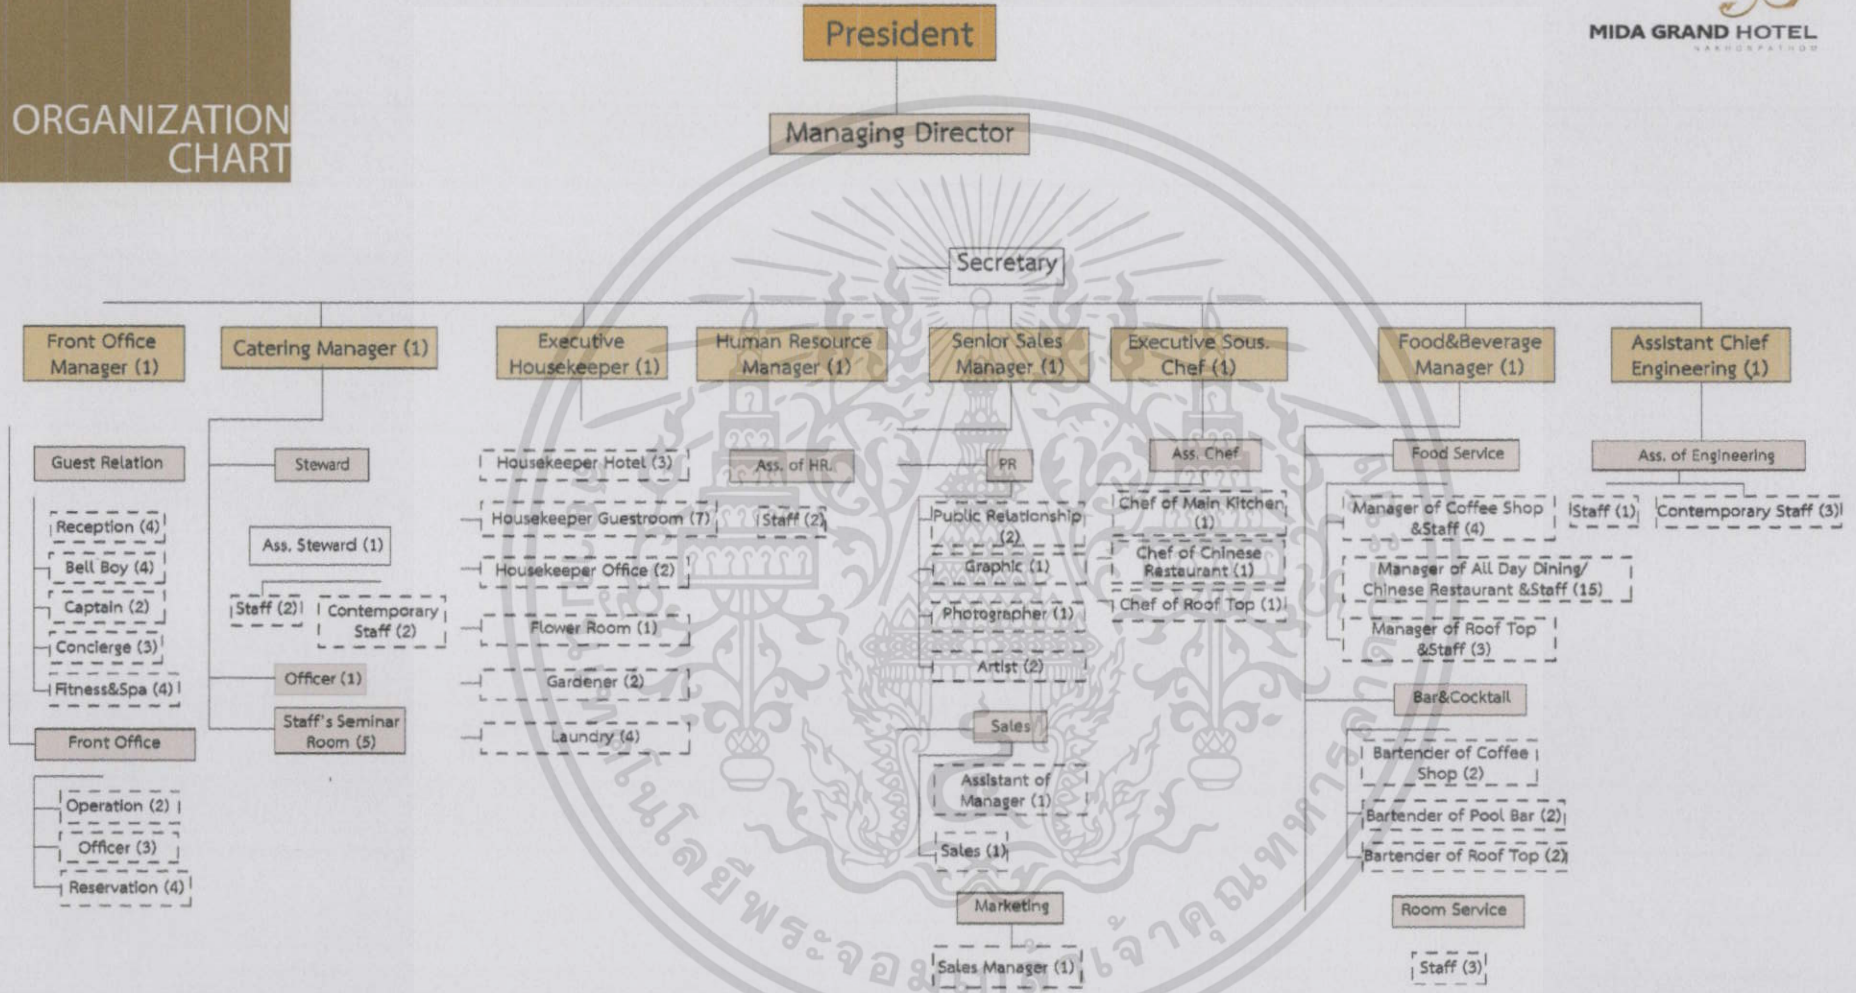 ORGANIZATION
CHART
President
MIDA GRAND HOTEL
NAKHONPATHOM
Managing Director
Secretary
Front Office
Manager (1)
Catering Manager (1)
Executive
Housekeeper (1)
Human Resource
Manager (1)
Senior Sales
Manager (1)
Executive Sous.
Chef (1)
Food&Beverage
Manager (1)
Assistant Chief
Engineering (1)
Guest Relation
Reception (4)
Bell Boy (4)
Captain (2)
Concierge (3)
Fitness&Spa (4)
Front Office
Operation (2)
Officer (3)
Reservation (4)
Steward
Ass. Steward (1)
Staff (2)
Contemporary
Staff (2)
Officer (1)
Staff's Seminar
Room (5)
Housekeeper Hotel (3)
Housekeeper Guestroom (7)
Housekeeper Office (2)
Flower Room (1)
Gardener (2)
Laundry (4)
Ass. of HR.
Staff (2)
PR
Public Relationship
(2)
Graphic (1)
Photographer (1)
Artist (2)
Sales
Assistant of
Manager (1)
Sales (1)
Marketing
Sales Manager (1)
Ass. Chef
Chef of Main Kitchen
(1)
Chef of Chinese
Restaurant (1)
Chef of Roof Top (1)
Food Service
Manager of Coffee Shop
&Staff (4)
Manager of All Day Dining/
Chinese Restaurant &Staff (15)
Manager of Roof Top
&Staff (3)
Bar&Cocktail
Bartender of Coffee
Shop (2)
Bartender of Pool Bar (2)
Bartender of Roof Top (2)
Room Service
Staff (3)
Ass. of Engineering
Staff (1)
Contemporary Staff (3)